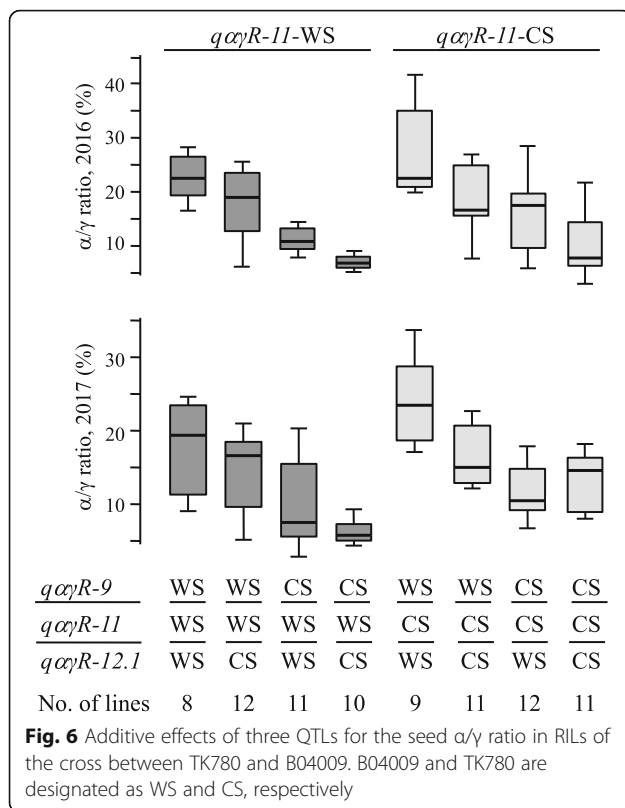 qαγR-11-WS qαγR-11-CS
α/γ ratio, 2016 (%)
40
30
20
10
α/γ ratio, 2017 (%)
30
20
10
qαγR-9 WS WS CS CS WS WS CS CS
qαγR-11 WS WS WS WS CS CS CS CS
qαγR-12.1 WS CS WS CS WS CS WS CS
No. of lines 8 12 11 10 9 11 12 11
Fig. 6 Additive effects of three QTLs for the seed α/γ ratio in RILs of
the cross between TK780 and B04009. B04009 and TK780 are
designated as WS and CS, respectively